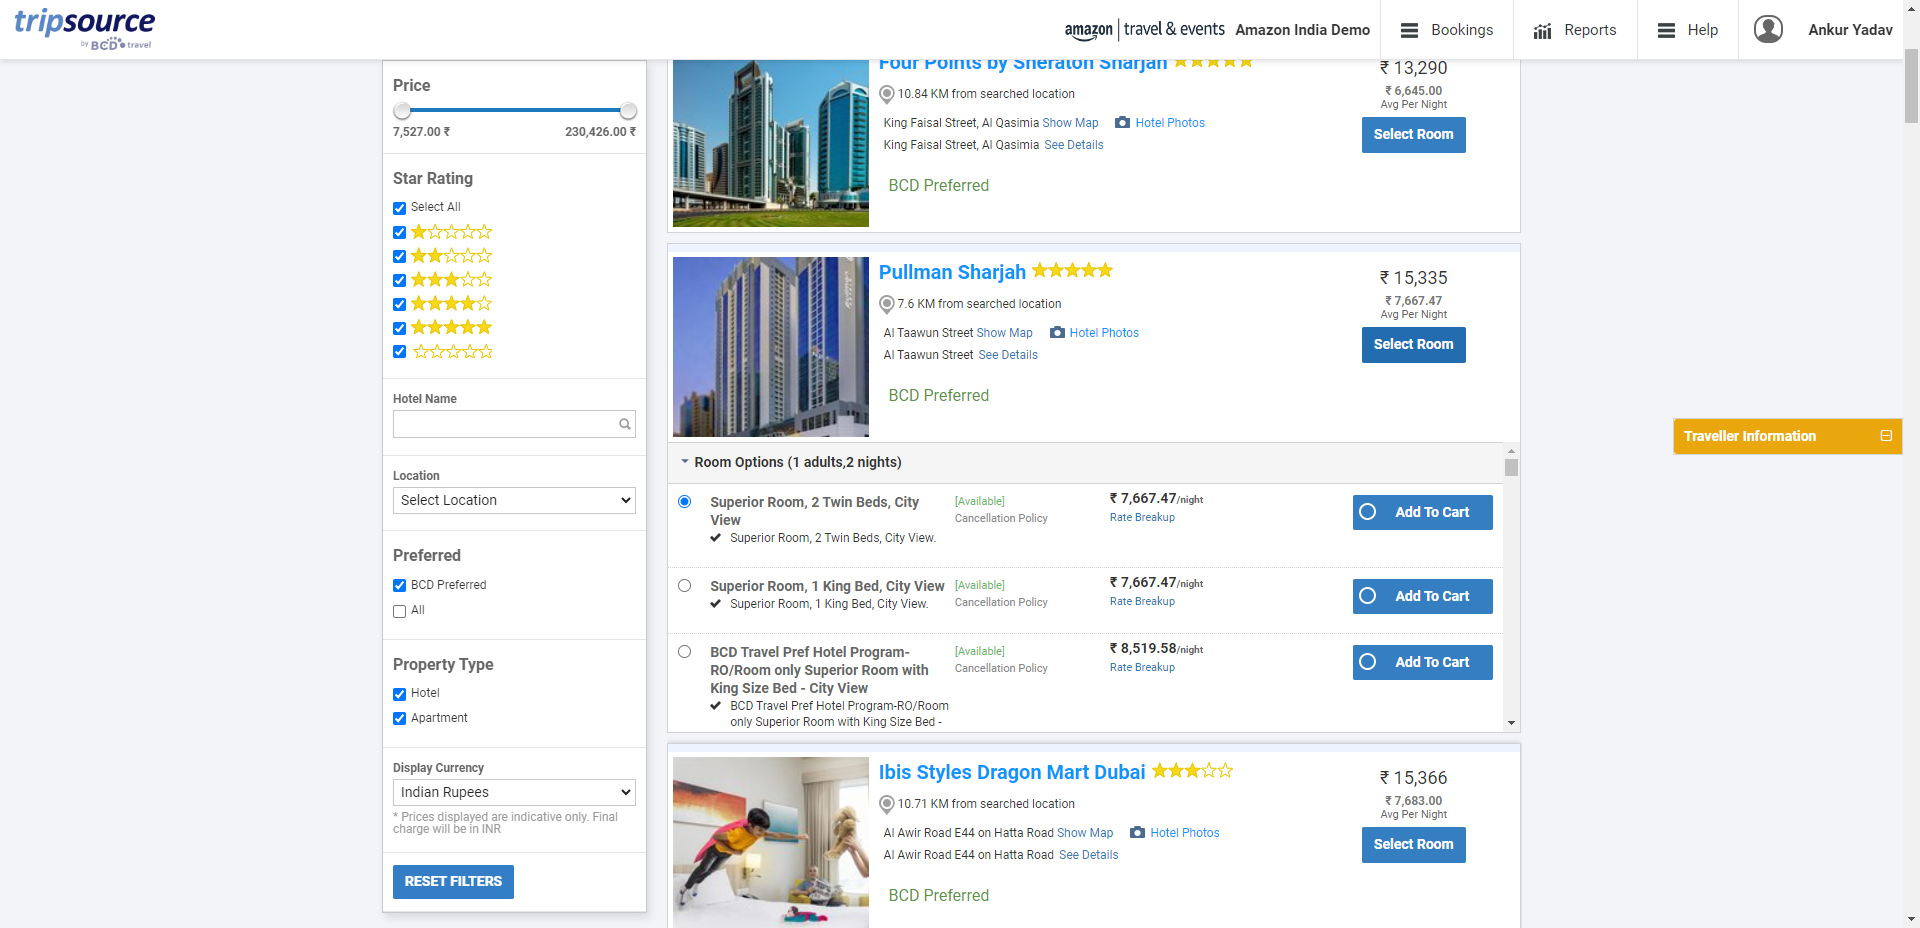 tripsource
by BCD travel
amazon | travel & events
Amazon India Demo
Bookings
Reports
Help
Ankur Yadav
Price
7,527.00 ₹
230,426.00 ₹
Star Rating
Select All
Hotel Name
Location
Select Location
Preferred
BCD Preferred
All
Property Type
Hotel
Apartment
Display Currency
Indian Rupees
* Prices displayed are indicative only. Final
charge will be in INR
RESET FILTERS
Four Points by Sheraton Sharjah
10.84 KM from searched location
King Faisal Street, Al Qasimia Show Map Hotel Photos
King Faisal Street, Al Qasimia See Details
BCD Preferred
₹ 13,290
₹ 6,645.00
Avg Per Night
Select Room
Pullman Sharjah
7.6 KM from searched location
Al Taawun Street Show Map Hotel Photos
Al Taawun Street See Details
BCD Preferred
₹ 15,335
₹ 7,667.47
Avg Per Night
Select Room
Room Options (1 adults,2 nights)
Superior Room, 2 Twin Beds, City
View
Superior Room, 2 Twin Beds, City View.
[Available]
Cancellation Policy
₹ 7,667.47/night
Rate Breakup
Add To Cart
Superior Room, 1 King Bed, City View
Superior Room, 1 King Bed, City View.
[Available]
Cancellation Policy
₹ 7,667.47/night
Rate Breakup
Add To Cart
BCD Travel Pref Hotel Program-
RO/Room only Superior Room with
King Size Bed - City View
BCD Travel Pref Hotel Program-RO/Room
only Superior Room with King Size Bed -
[Available]
Cancellation Policy
₹ 8,519.58/night
Rate Breakup
Add To Cart
Ibis Styles Dragon Mart Dubai
10.71 KM from searched location
Al Awir Road E44 on Hatta Road Show Map Hotel Photos
Al Awir Road E44 on Hatta Road See Details
BCD Preferred
₹ 15,366
₹ 7,683.00
Avg Per Night
Select Room
Traveller Information